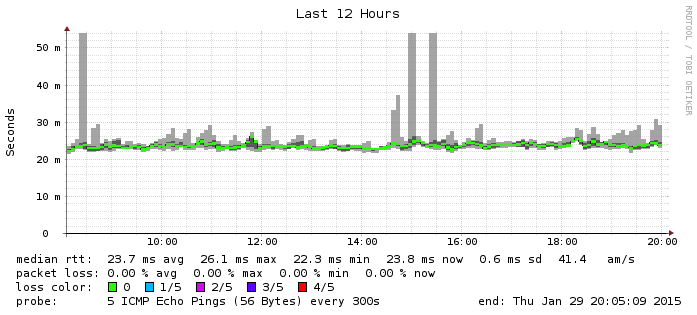 Last 12 Hours
RRDTOOL / TOBI OETIKER
Seconds
50 m
40 m
30 m
20 m
10 m
0
10:00 12:00 14:00 16:00 18:00 20:00
median rtt: 23.7 ms avg 26.1 ms max 22.3 ms min 23.8 ms now 0.6 ms sd 41.4 am/s
packet loss: 0.00 % avg 0.00 % max 0.00 % min 0.00 % now
loss color: 0 1/5 2/5 3/5 4/5
probe: 5 ICMP Echo Pings (56 Bytes) every 300s end: Thu Jan 29 20:05:09 2015